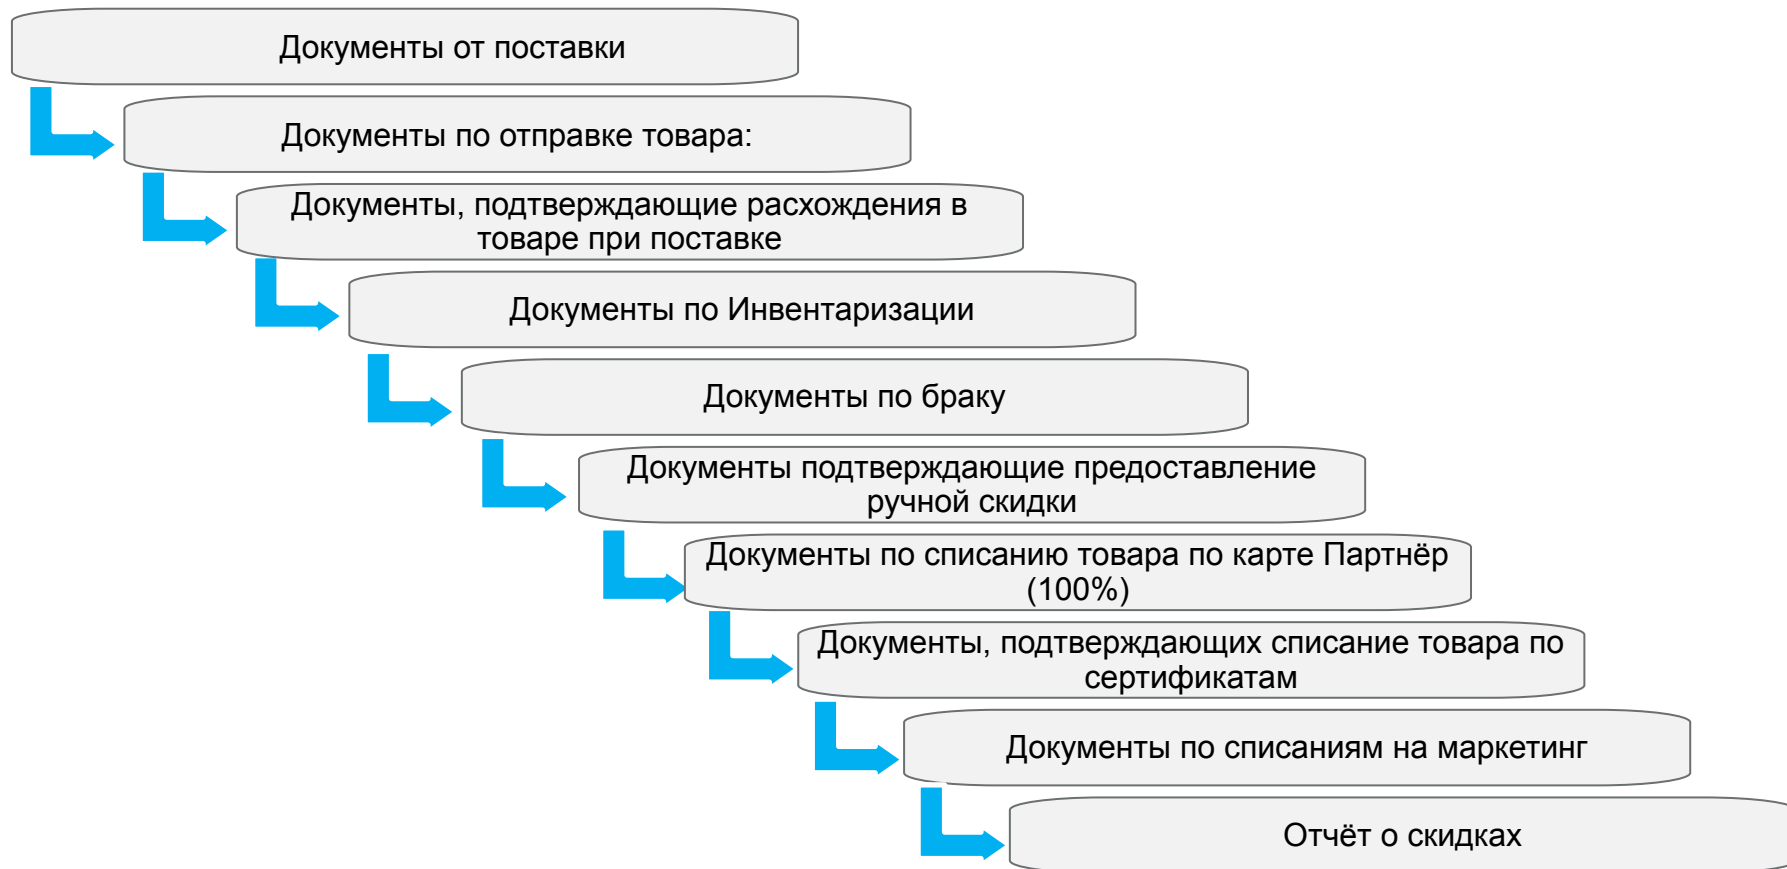 Документы от поставки
Документы по отправке товара:
Документы, подтверждающие расхождения в
товаре при поставке
Документы по Инвентаризации
Документы по браку
Документы подтверждающие предоставление
ручной скидки
Документы по списанию товара по карте Партнёр
(100%)
Документы, подтверждающих списание товара по
сертификатам
Документы по списаниям на маркетинг
Отчёт о скидках